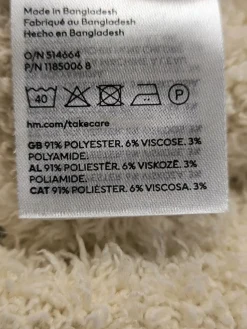 Made in Bangladesh
Fabriqué au Bangladesh
Hecho en Bangladesh
O/N 514664
P/N 1185006 8
40
P
hm.com/takecare
GB 91% POLYESTER. 6% VISCOSE. 3%
POLYAMIDE.
AL 91% POLIESTËR. 6% VISKOZË. 3%
POLIAMIDE.
CAT 91% POLIÈSTER. 6% VISCOSA. 3%